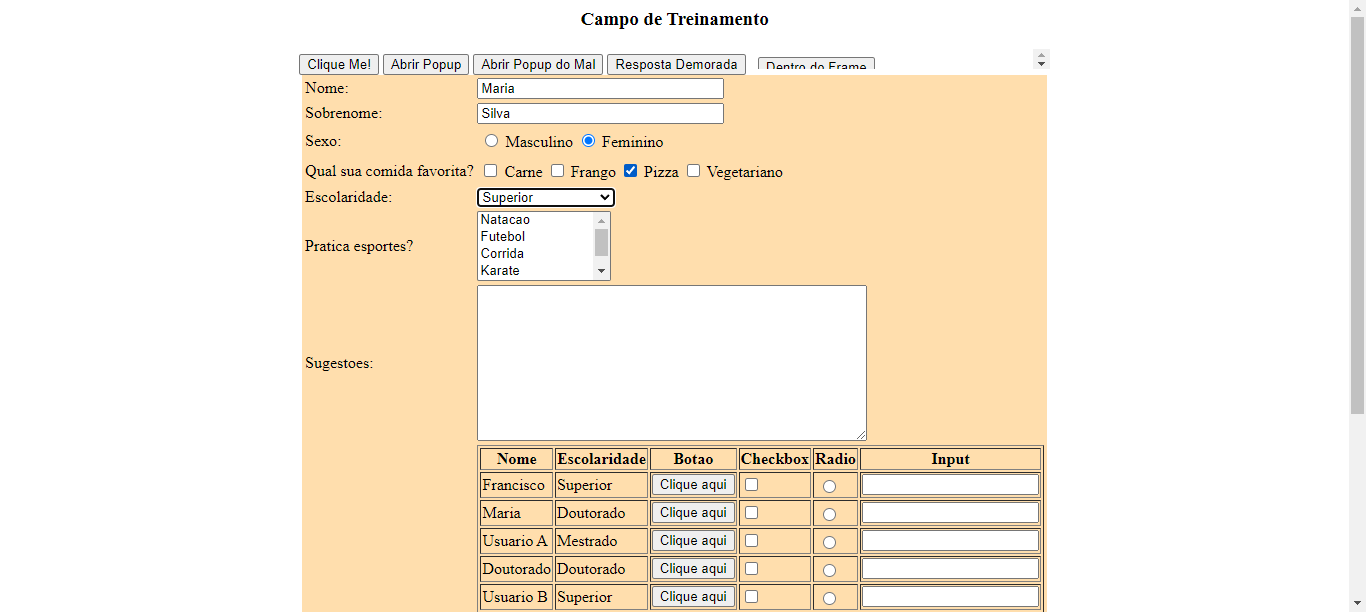 Campo de Treinamento
Clique Me! Abrir Popup Abrir Popup do Mal Resposta Demorada Dentro do Frame
Nome: Maria
Sobrenome: Silva
Sexo: Masculino Feminino
Qual sua comida favorita? Carne Frango Pizza Vegetariano
Escolaridade: Superior
Pratica esportes?
Natacao
Futebol
Corrida
Karate
Sugestoes:
Nome Escolaridade Botao Checkbox Radio Input
Francisco Superior Clique aqui
Maria Doutorado Clique aqui
Usuario A Mestrado Clique aqui
Doutorado Doutorado Clique aqui
Usuario B Superior Clique aqui